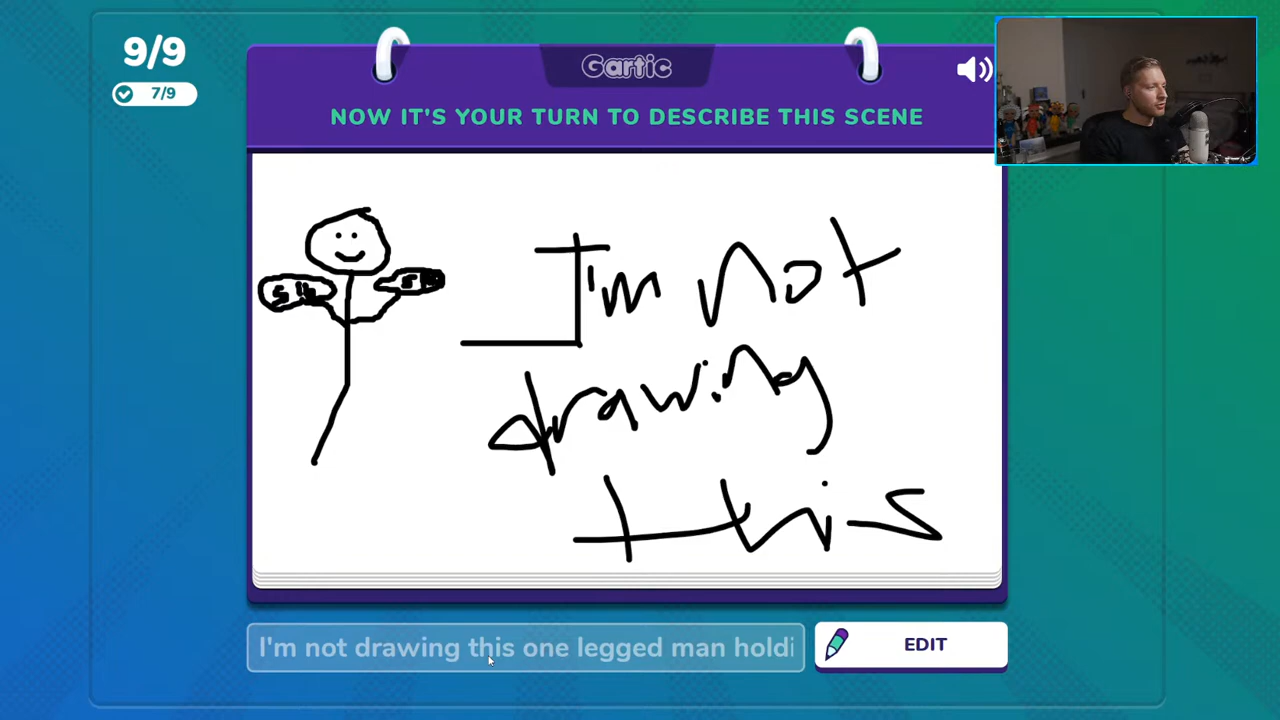 9/9
7/9
Gartic
NOW IT'S YOUR TURN TO DESCRIBE THIS SCENE
I'm not
drawing
this
I'm not drawing this one legged man holdi
EDIT